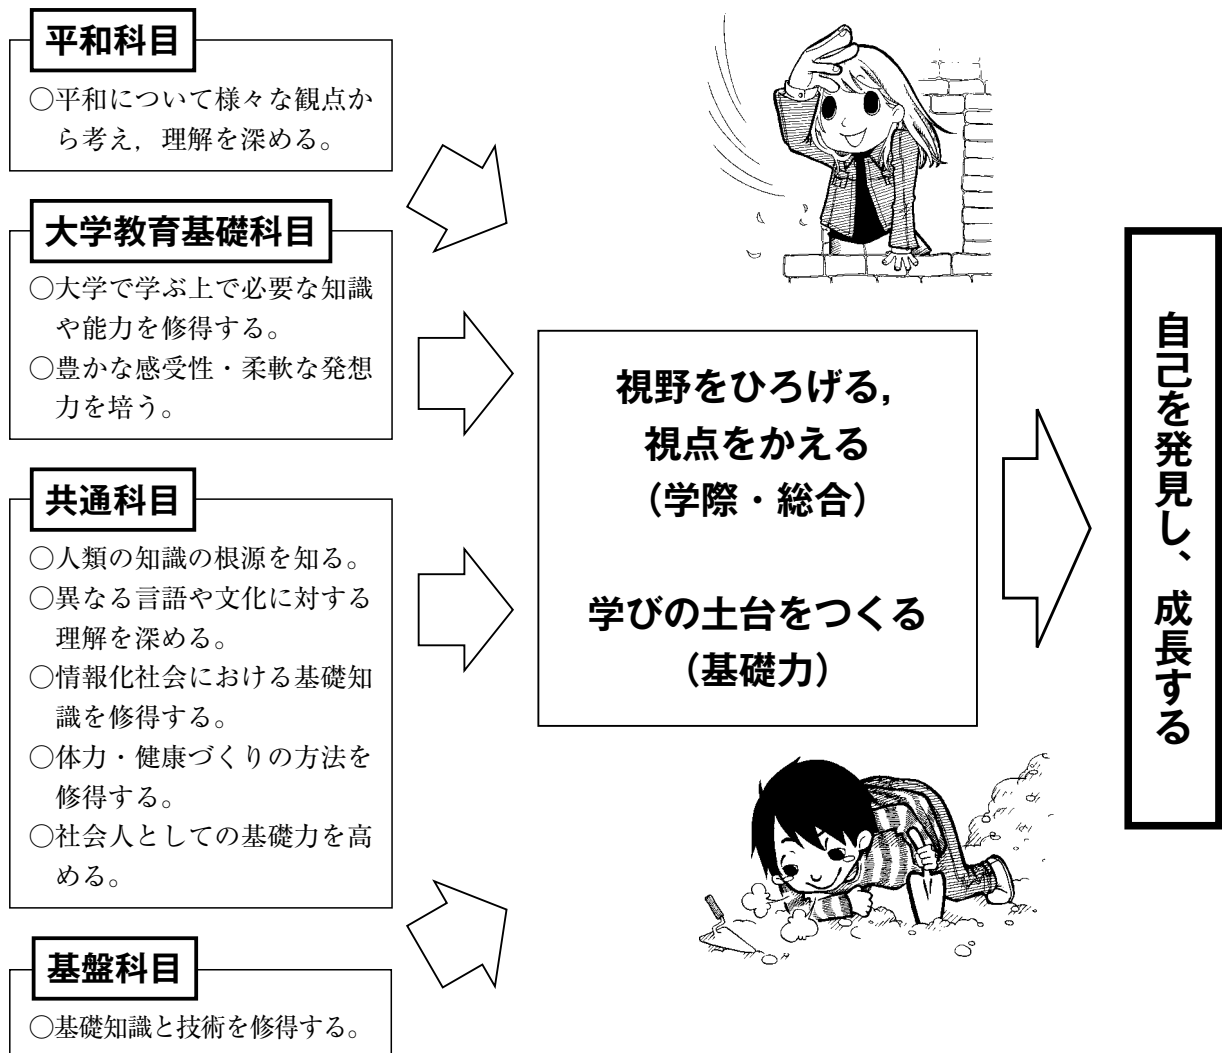 平和科目
○平和について様々な観点か
ら考え，理解を深める。
大学教育基礎科目
○大学で学ぶ上で必要な知識
や能力を修得する。
○豊かな感受性・柔軟な発想
力を培う。
共通科目
○人類の知識の根源を知る。
○異なる言語や文化に対する
理解を深める。
○情報化社会における基礎知
識を修得する。
○体力・健康づくりの方法を
修得する。
○社会人としての基礎力を高
める。
基盤科目
○基礎知識と技術を修得する。
視野をひろげる，
視点をかえる
（学際・総合）
学びの土台をつくる
（基礎力）
自己を発見し、成長する